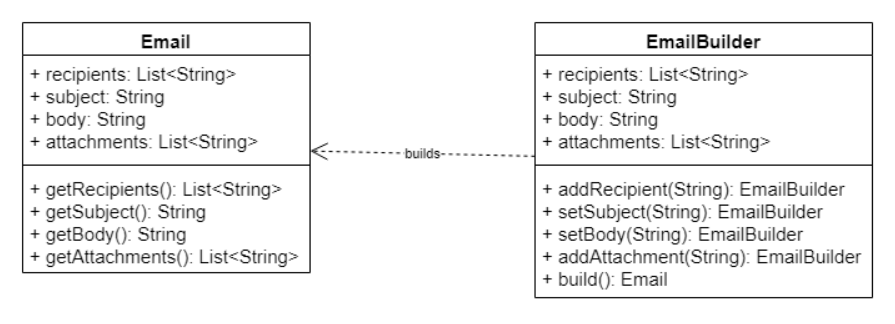 Email
+ recipients: List<String>
+ subject: String
+ body: String
+ attachments: List<String>
+ getRecipients(): List<String>
+ getSubject(): String
+ getBody(): String
+ getAttachments(): List<String>
builds
EmailBuilder
+ recipients: List<String>
+ subject: String
+ body: String
+ attachments: List<String>
+ addRecipient(String): EmailBuilder
+ setSubject(String): EmailBuilder
+ setBody(String): EmailBuilder
+ addAttachment(String): EmailBuilder
+ build(): Email